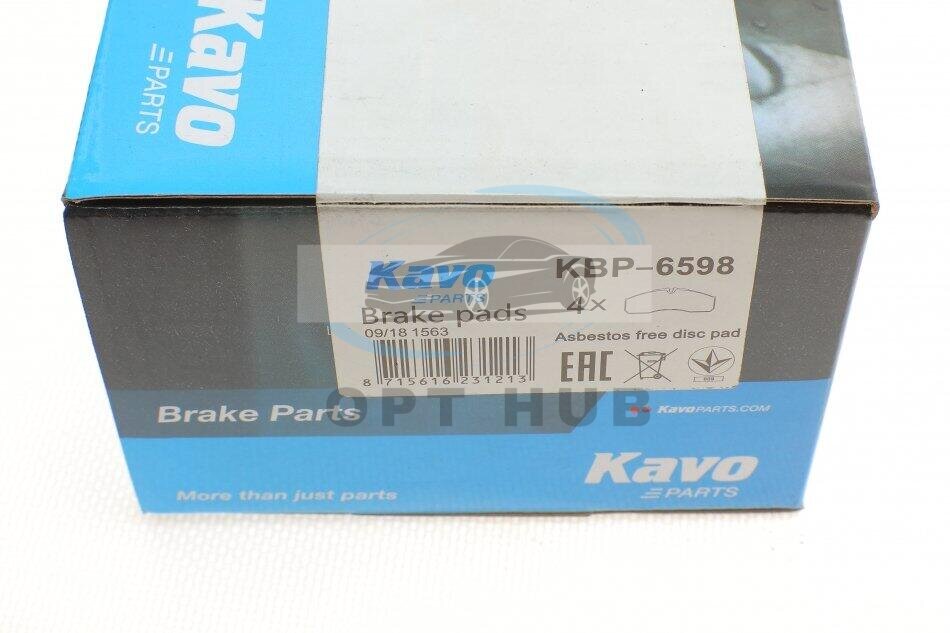 Kavo
PARTS
Kavo
PARTS
KBP-6598
4x
Brake pads
09/18 1563
Asbestos free disc pad
8 715616 231213
EAC
OPT HUB
Brake Parts
KavoPARTS.COM
Kavo
PARTS
More than just parts